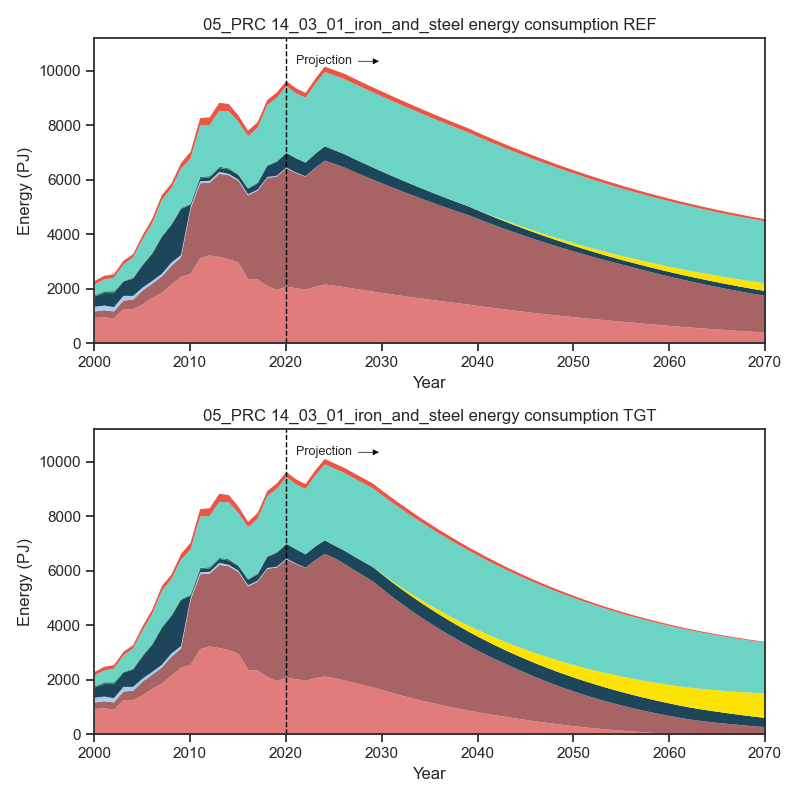 05_PRC 14_03_01_iron_and_steel energy consumption REF
Projection
10000
8000
6000
4000
2000
0
Energy (PJ)
2000 2010 2020 2030 2040 2050 2060 2070
Year
05_PRC 14_03_01_iron_and_steel energy consumption TGT
Projection
10000
8000
6000
4000
2000
0
Energy (PJ)
2000 2010 2020 2030 2040 2050 2060 2070
Year